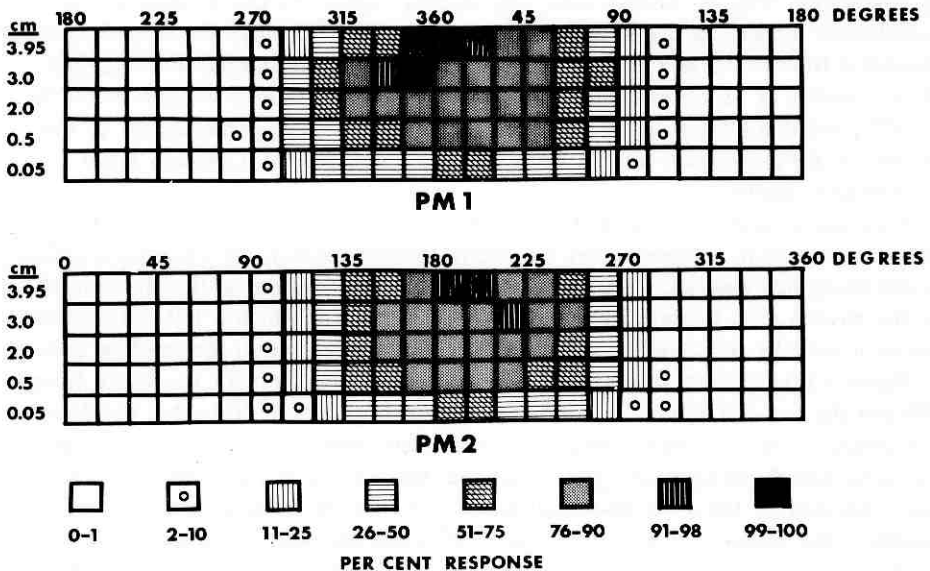 180 225 270 315 360 45 90 135 180 DEGREES
cm
3.95
3.0
2.0
0.5
0.05
PM 1
0 45 90 135 180 225 270 315 360 DEGREES
cm
3.95
3.0
2.0
0.5
0.05
PM 2
0–1 2–10 11–25 26–50 51–75 76–90 91–98 99–100
PER CENT RESPONSE